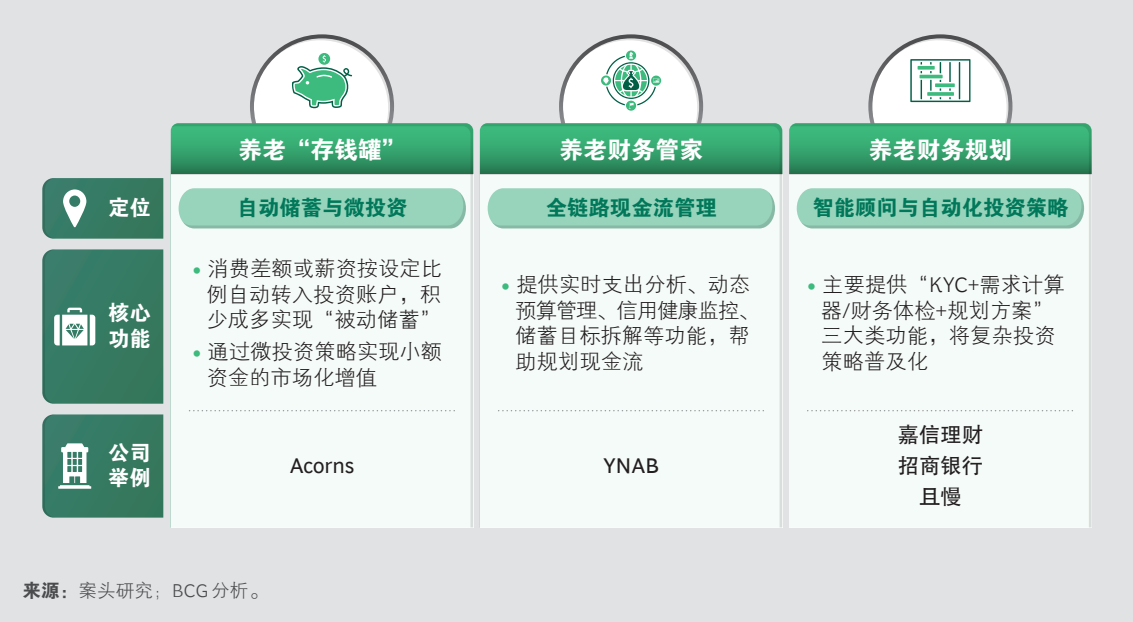 养老“存钱罐”
养老财务管家
养老财务规划
定位
自动储蓄与微投资
全链路现金流管理
智能顾问与自动化投资策略
核心
功能
• 消费差额或薪资按设定比
例自动转入投资账户，积
少成多实现“被动储蓄”
• 通过微投资策略实现小额
资金的市场化增值
• 提供实时支出分析、动态
预算管理、信用健康监控、
储蓄目标拆解等功能，帮
助规划现金流
• 主要提供“KYC+需求计算
器/财务体检+规划方案”
三大类功能，将复杂投资
策略普及化
公司
举例
Acorns
YNAB
嘉信理财
招商银行
且慢
来源：案头研究；BCG分析。